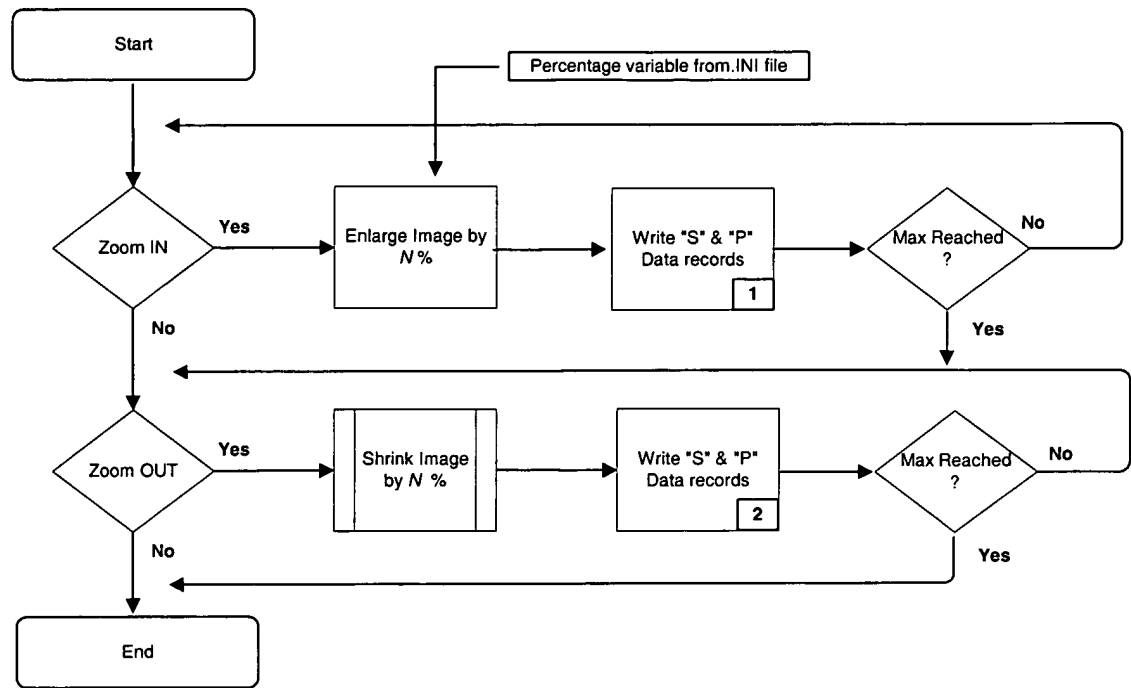 Start
Percentage variable from.INI file
Zoom IN
Yes
Enlarge Image by
N %
Write "S" & "P"
Data records
1
Max Reached
?
No
No
Yes
Zoom OUT
Yes
Shrink Image
by N %
Write "S" & "P"
Data records
2
Max Reached
?
No
No
Yes
End